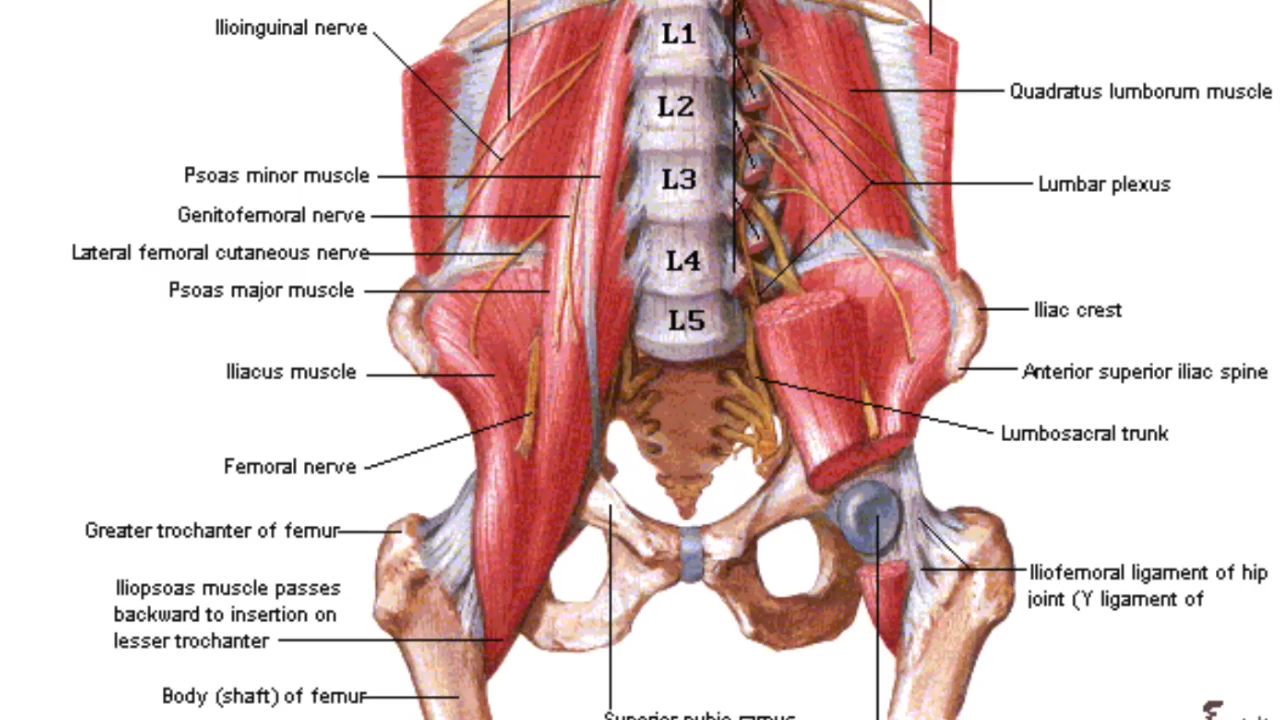 Ilioinguinal nerve
Psoas minor muscle
Genitofemoral nerve
Lateral femoral cutaneous nerve
Psoas major muscle
Iliacus muscle
Femoral nerve
Greater trochanter of femur
Iliopsoas muscle passes
backward to insertion on
lesser trochanter
Body (shaft) of femur
L1
L2
L3
L4
L5
Quadratus lumborum muscle
Lumbar plexus
Iliac crest
Anterior superior iliac spine
Lumbosacral trunk
Iliofemoral ligament of hip
joint (Y ligament of
Superior pubic ramus